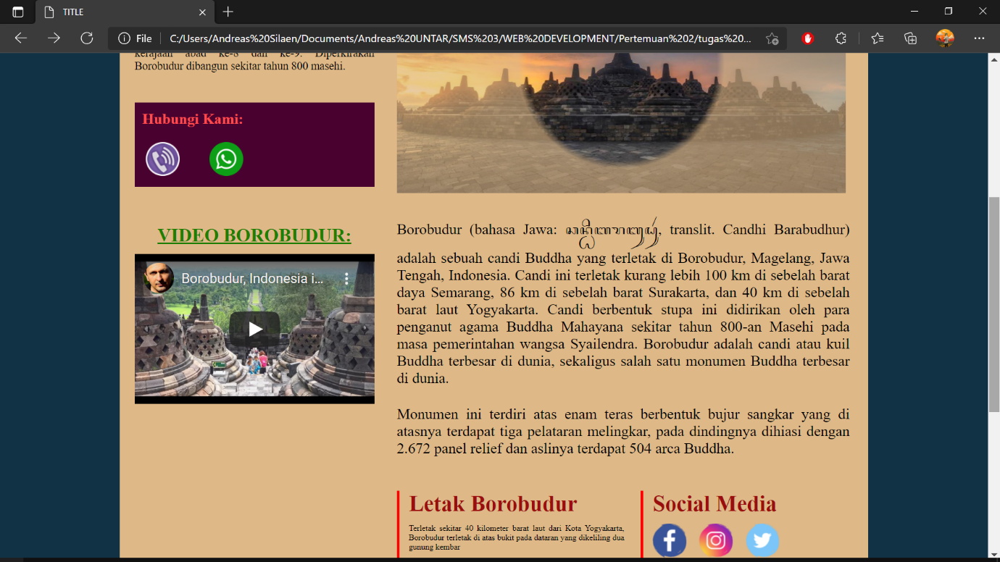 TITLE
File
C:/Users/Andreas%20Silaen/Documents/Andreas%20UNTAR/SMS%203/WEB%20DEVELOPMENT/Pertemuan%202/tugas%20...
kerajaan abad ke-8 dan ke-9. Diperkirakan
Borobudur dibangun sekitar tahun 800 masehi.
Hubungi Kami:
VIDEO BOROBUDUR:
Borobudur, Indonesia i...
Borobudur (bahasa Jawa: , translit. Candhi Barabudhur)
adalah sebuah candi Buddha yang terletak di Borobudur, Magelang, Jawa
Tengah, Indonesia. Candi ini terletak kurang lebih 100 km di sebelah barat
daya Semarang, 86 km di sebelah barat Surakarta, dan 40 km di sebelah
barat laut Yogyakarta. Candi berbentuk stupa ini didirikan oleh para
penganut agama Buddha Mahayana sekitar tahun 800-an Masehi pada
masa pemerintahan wangsa Syailendra. Borobudur adalah candi atau kuil
Buddha terbesar di dunia, sekaligus salah satu monumen Buddha terbesar
di dunia.
Monumen ini terdiri atas enam teras berbentuk bujur sangkar yang di
atasnya terdapat tiga pelataran melingkar, pada dindingnya dihiasi dengan
2.672 panel relief dan aslinya terdapat 504 arca Buddha.
Letak Borobudur
Terletak sekitar 40 kilometer barat laut dari Kota Yogyakarta,
Borobudur terletak di atas bukit pada dataran yang dikeliling dua
gunung kembar
Social Media